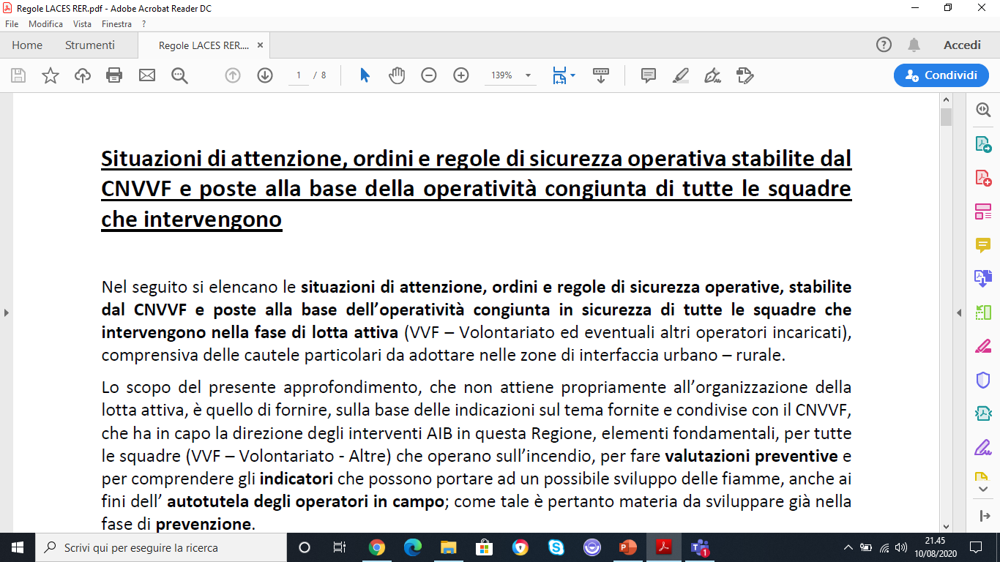 Regole LACES RER.pdf - Adobe Acrobat Reader DC
File Modifica Vista Finestra ?
Home Strumenti Regole LACES RER.... × Accedi
1 / 8 139% Condividi
Situazioni di attenzione, ordini e regole di sicurezza operativa stabilite dal
CNVVF e poste alla base della operatività congiunta di tutte le squadre
che intervengono
Nel seguito si elencano le situazioni di attenzione, ordini e regole di sicurezza operative, stabilite
dal CNVVF e poste alla base dell’operatività congiunta in sicurezza di tutte le squadre che
intervengono nella fase di lotta attiva (VVF – Volontariato ed eventuali altri operatori incaricati),
comprensiva delle cautele particolari da adottare nelle zone di interfaccia urbano – rurale.
Lo scopo del presente approfondimento, che non attiene propriamente all’organizzazione della
lotta attiva, è quello di fornire, sulla base delle indicazioni sul tema fornite e condivise con il CNVVF,
che ha in capo la direzione degli interventi AIB in questa Regione, elementi fondamentali, per tutte
le squadre (VVF – Volontariato - Altre) che operano sull’incendio, per fare valutazioni preventive e
per comprendere gli indicatori che possono portare ad un possibile sviluppo delle fiamme, anche ai
fini dell’ autotutela degli operatori in campo; come tale è pertanto materia da sviluppare già nella
fase di prevenzione.
Scrivi qui per eseguire la ricerca
1
21.45
10/08/2020